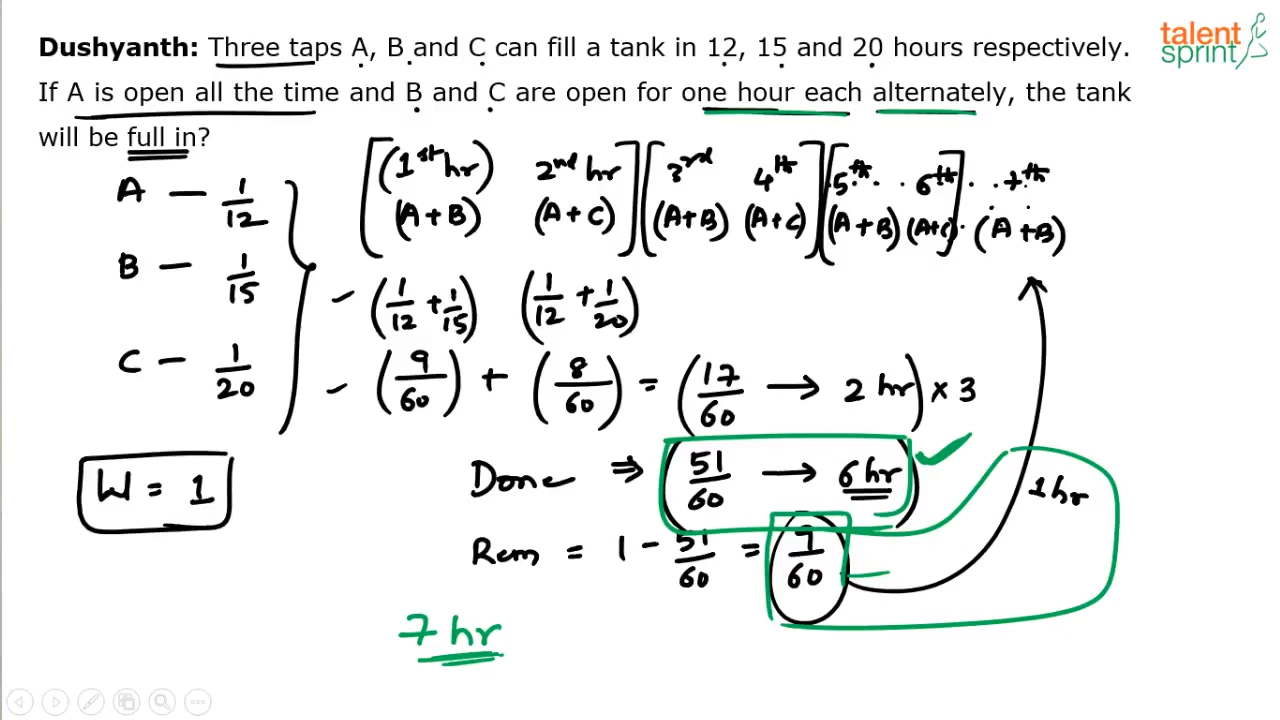 talent
sprint
Dushyanth: Three taps A, B and C can fill a tank in 12, 15 and 20 hours respectively.
If A is open all the time and B and C are open for one hour each alternately, the tank
will be full in?
[(1st hr) 2nd hr] [3rd 4th] [5th . . 6th] . . 7th
(A+B) (A+C) (A+B) (A+C) (A+B) (A+C) . (A+B)
A — 1/12
B — 1/15
C — 1/20
(1/12 + 1/15) (1/12 + 1/20)
(9/60) + (8/60) = (17/60 → 2 hr) × 3
W = 1
Done ⇒ (51/60 → 6 hr)
1 hr
Rem = 1 - 51/60 = 9/60
7 hr